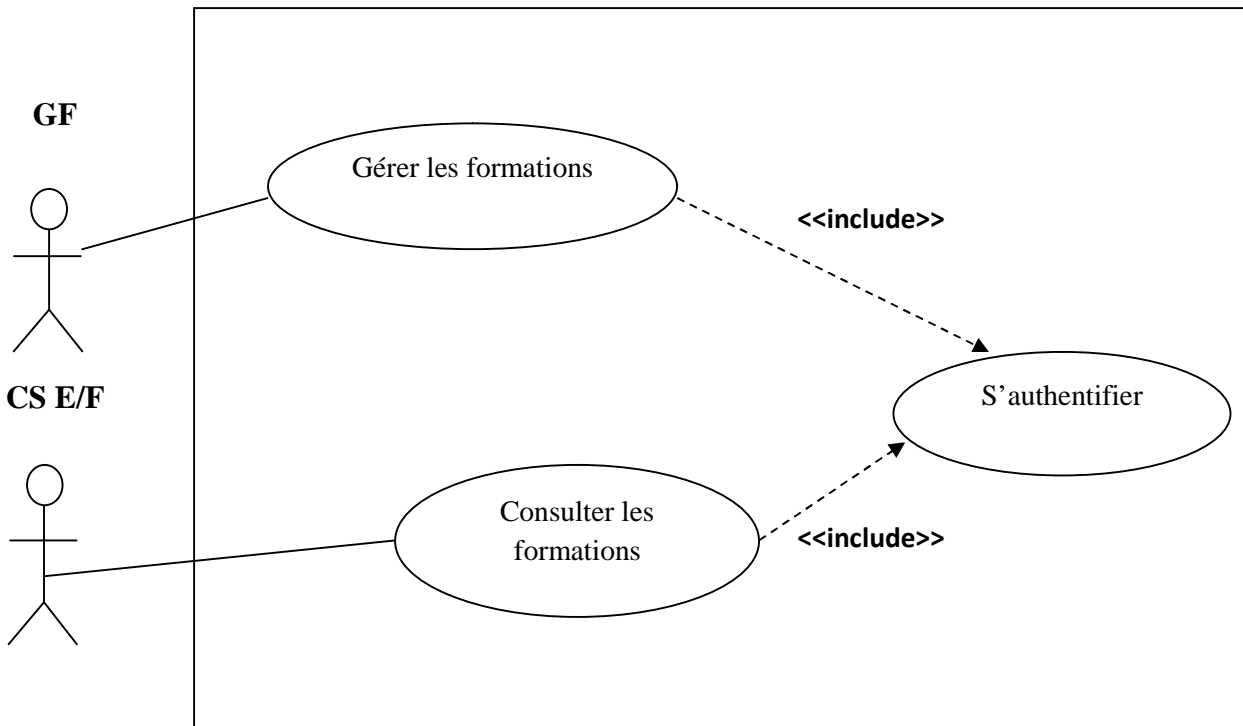 GF
Gérer les formations
<<include>>
CS E/F
S’authentifier
Consulter les
formations
<<include>>